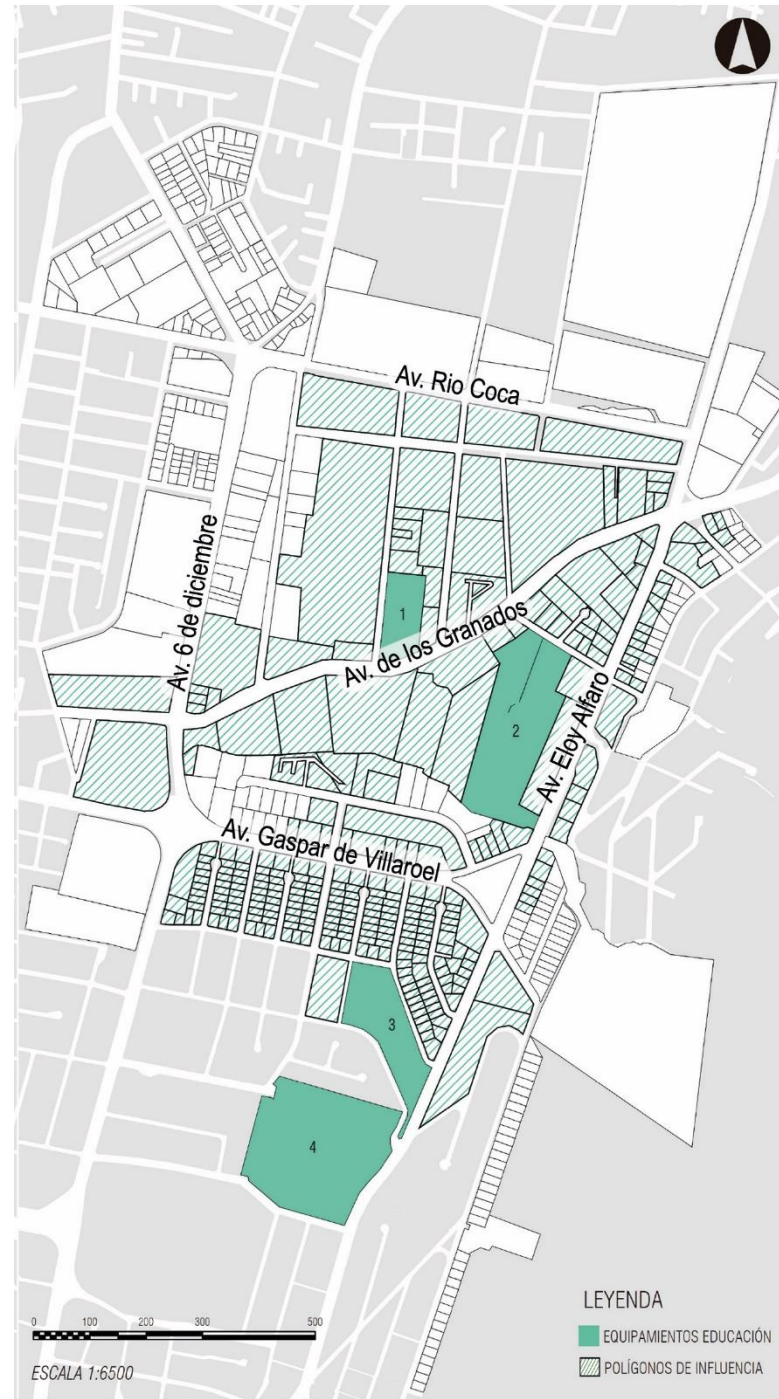 Av. Rio Coca
Av. 6 de diciembre
1
Av. de los Granados
2
Av. Eloy Alfaro
Av. Gaspar de Villaroel
3
4
LEYENDA
EQUIPAMIENTOS EDUCACIÓN
POLÍGONOS DE INFLUENCIA
0 100 200 300 500
ESCALA 1:6500